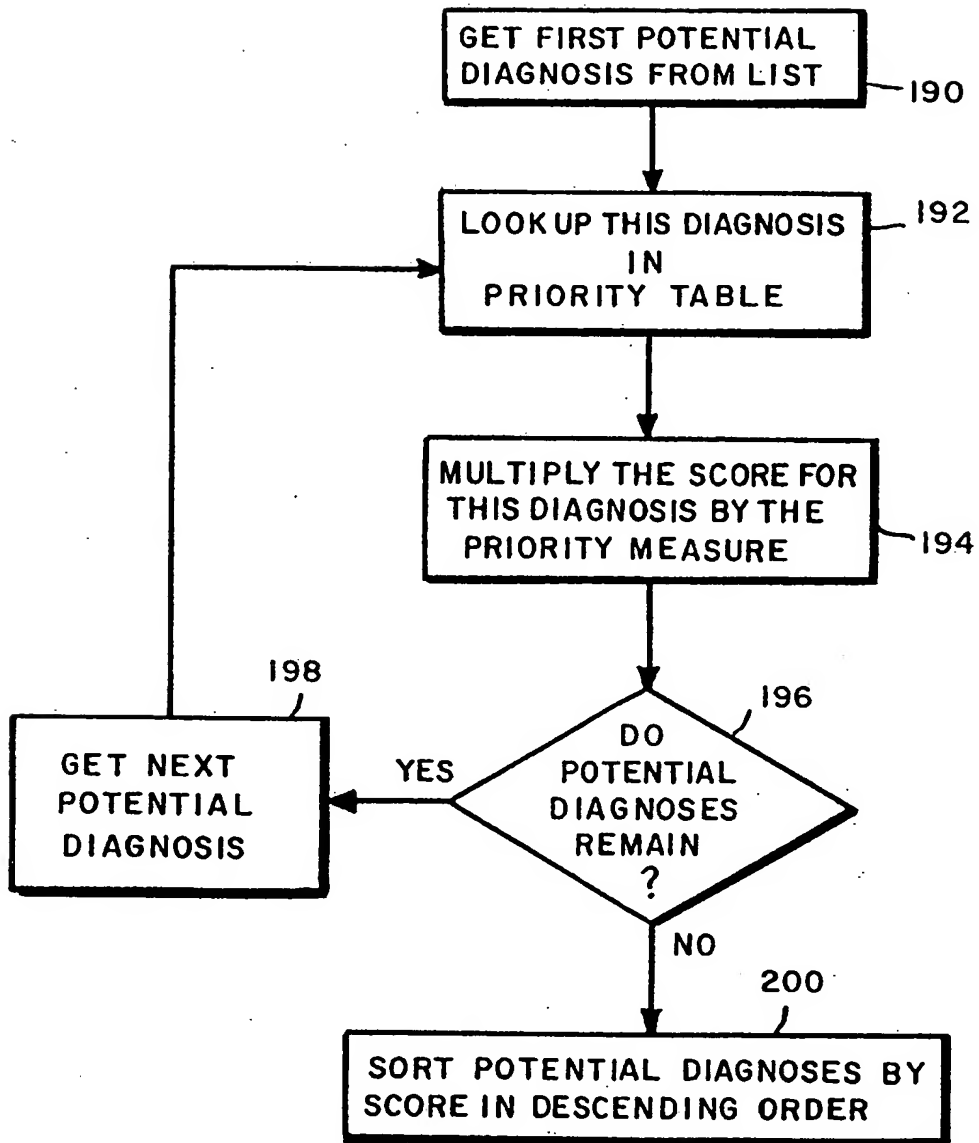 GET FIRST POTENTIAL
DIAGNOSIS FROM LIST
190
192
LOOK UP THIS DIAGNOSIS
IN
PRIORITY TABLE
MULTIPLY THE SCORE FOR
THIS DIAGNOSIS BY THE
PRIORITY MEASURE
194
198
GET NEXT
POTENTIAL
DIAGNOSIS
YES
196
DO
POTENTIAL
DIAGNOSES
REMAIN
?
NO
200
SORT POTENTIAL DIAGNOSES BY
SCORE IN DESCENDING ORDER